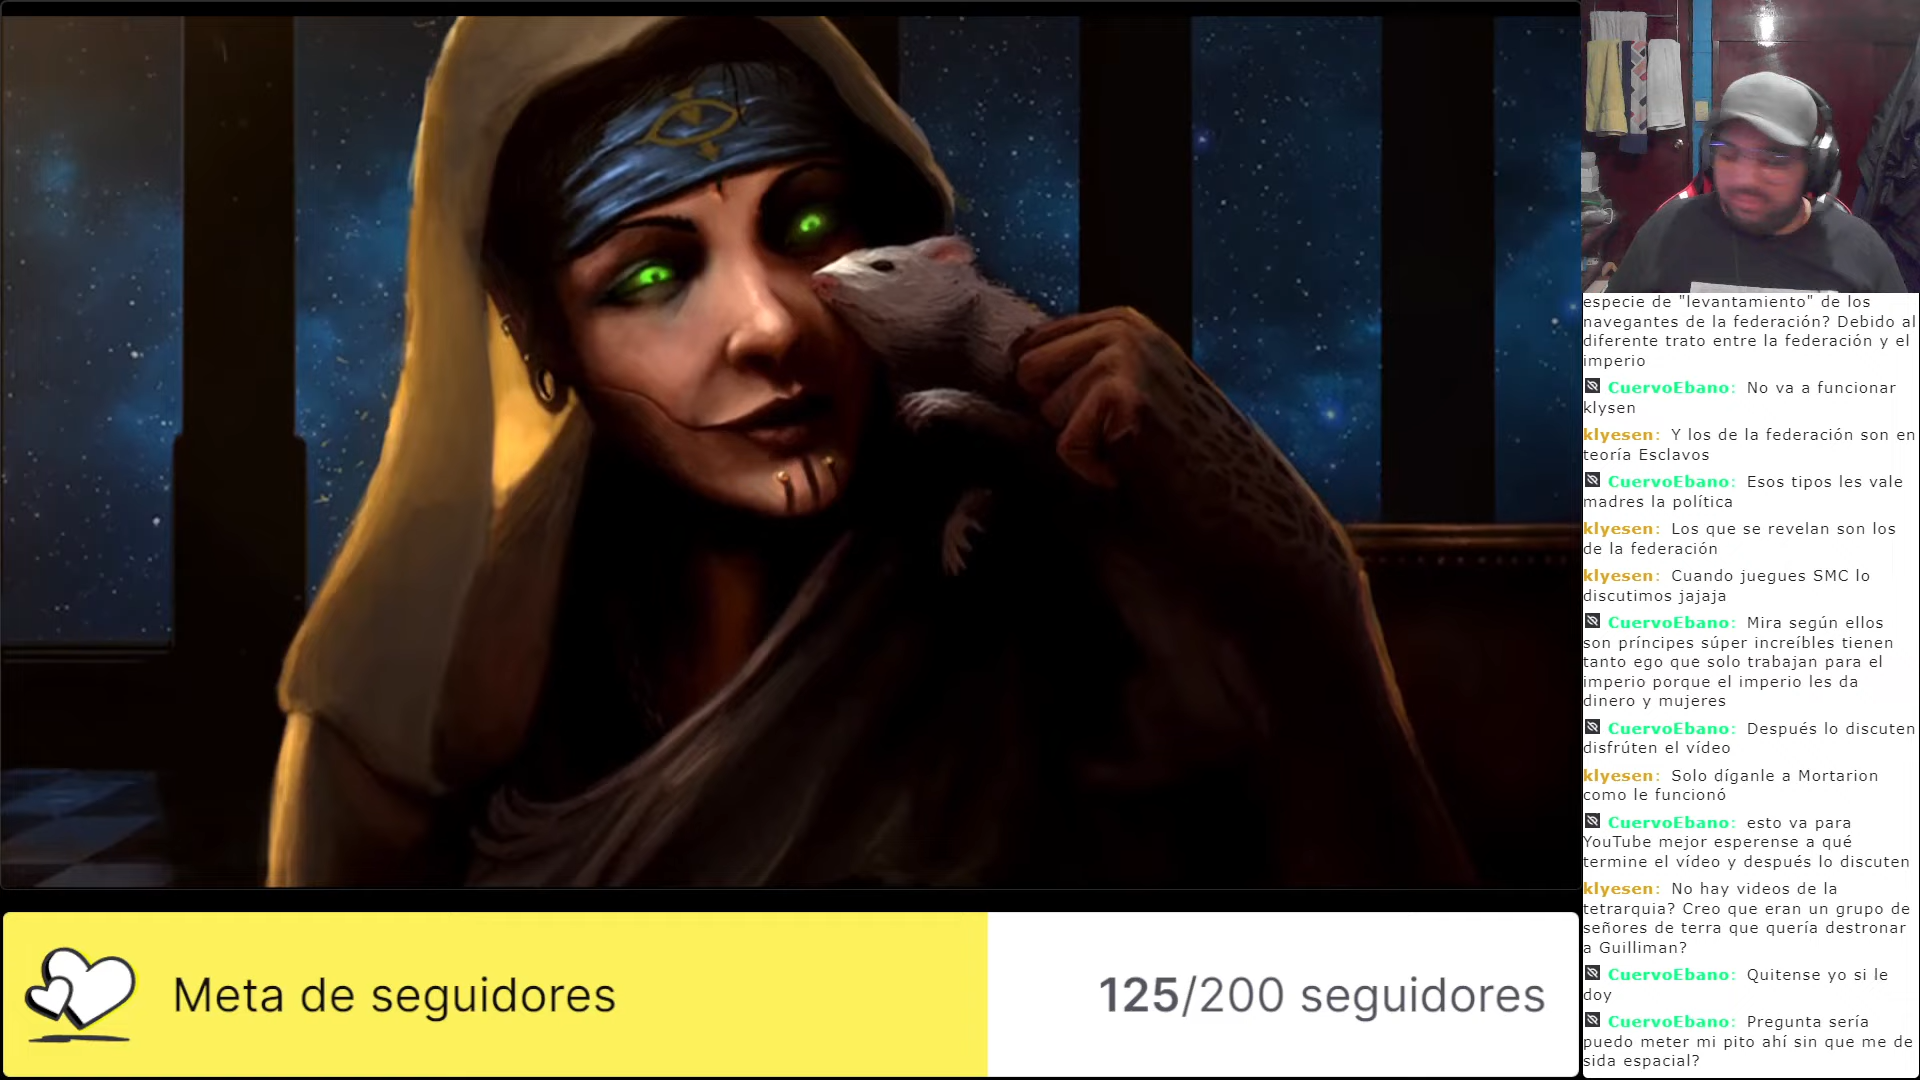 especie de "levantamiento" de los
navegantes de la federación? Debido al
diferente trato entre la federación y el
imperio
CuervoEbano: No va a funcionar
klysen
klyesen: Y los de la federación son en
teoría Esclavos
CuervoEbano: Esos tipos les vale
madres la política
klyesen: Los que se revelan son los
de la federación
klyesen: Cuando juegues SMC lo
discutimos jajaja
CuervoEbano: Mira según ellos
son príncipes súper increíbles tienen
tanto ego que solo trabajan para el
imperio porque el imperio les da
dinero y mujeres
CuervoEbano: Después lo discuten
disfrúten el vídeo
klyesen: Solo díganle a Mortarion
como le funcionó
CuervoEbano: esto va para
YouTube mejor esperense a qué
termine el vídeo y después lo discuten
klyesen: No hay videos de la
tetrarquia? Creo que eran un grupo de
señores de terra que quería destronar
a Guilliman?
CuervoEbano: Quitense yo si le
doy
CuervoEbano: Pregunta sería
puedo meter mi pito ahí sin que me de
sida espacial?
Meta de seguidores
125/200 seguidores